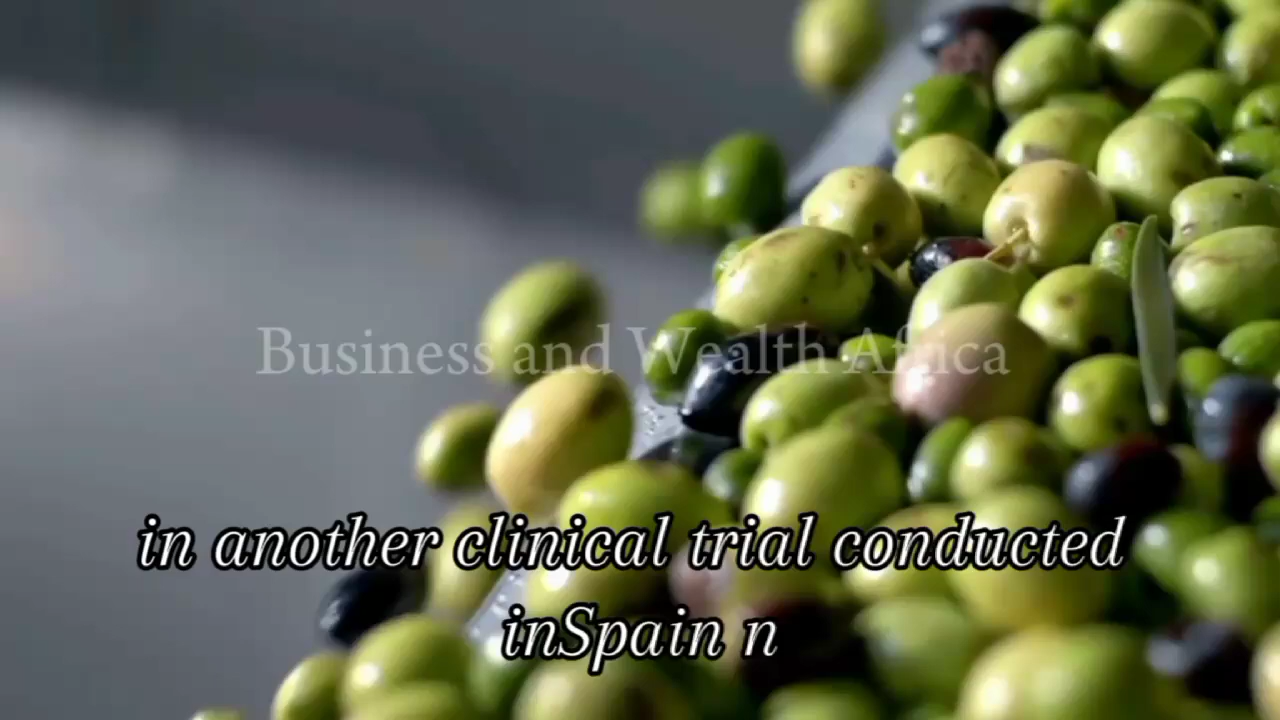 Business and Wealth Africa
in another clinical trial conducted
inSpain n